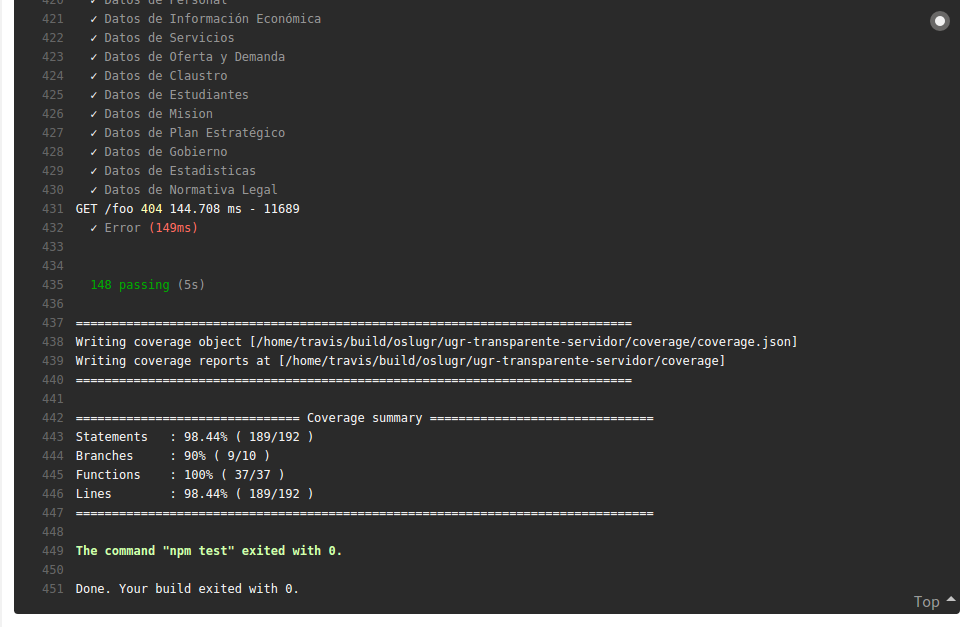 420 ✓ Datos de Personal
421 ✓ Datos de Información Económica
422 ✓ Datos de Servicios
423 ✓ Datos de Oferta y Demanda
424 ✓ Datos de Claustro
425 ✓ Datos de Estudiantes
426 ✓ Datos de Mision
427 ✓ Datos de Plan Estratégico
428 ✓ Datos de Gobierno
429 ✓ Datos de Estadisticas
430 ✓ Datos de Normativa Legal
431 GET /foo 404 144.708 ms - 11689
432 ✓ Error (149ms)
433
434
435 148 passing (5s)
436
437 =============================================================================
438 Writing coverage object [/home/travis/build/oslugr/ugr-transparente-servidor/coverage/coverage.json]
439 Writing coverage reports at [/home/travis/build/oslugr/ugr-transparente-servidor/coverage]
440 =============================================================================
441
442 =============================== Coverage summary ===============================
443 Statements : 98.44% ( 189/192 )
444 Branches : 90% ( 9/10 )
445 Functions : 100% ( 37/37 )
446 Lines : 98.44% ( 189/192 )
447 ================================================================================
448
449 The command "npm test" exited with 0.
450
451 Done. Your build exited with 0.
Top